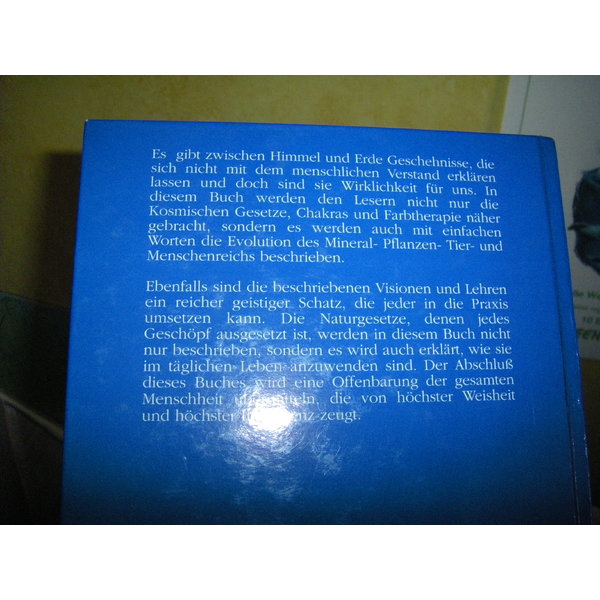 Es gibt zwischen Himmel und Erde Geschehnisse, die
sich nicht mit dem menschlichen Verstand erklären
lassen und doch sind sie Wirklichkeit für uns. In
diesem Buch werden den Lesern nicht nur die
Kosmischen Gesetze, Chakras und Farbtherapie näher
gebracht, sondern es werden auch mit einfachen
Worten die Evolution des Mineral- Pflanzen- Tier- und
Menschenreichs beschrieben.
Ebenfalls sind die beschriebenen Visionen und Lehren
ein reicher geistiger Schatz, die jeder in die Praxis
umsetzen kann. Die Naturgesetze, denen jedes
Geschöpf ausgesetzt ist, werden in diesem Buch nicht
nur beschrieben, sondern es wird auch erklärt, wie sie
im täglichen Leben anzuwenden sind. Der Abschluß
dieses Buches wird eine Offenbarung der gesamten
Menschheit die von höchster Weisheit
und höchster zeugt.
10